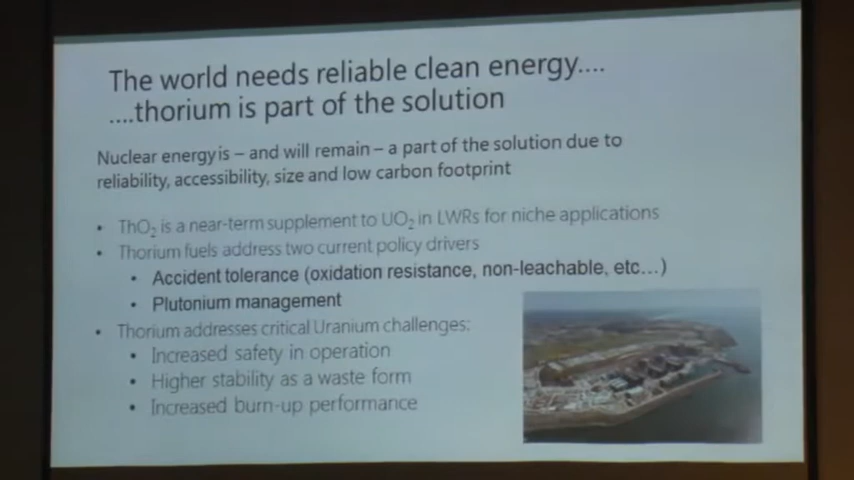 The world needs reliable clean energy....
....thorium is part of the solution
Nuclear energy is – and will remain – a part of the solution due to
reliability, accessibility, size and low carbon footprint
• ThO₂ is a near-term supplement to UO₂ in LWRs for niche applications
• Thorium fuels address two current policy drivers
• Accident tolerance (oxidation resistance, non-leachable, etc…)
• Plutonium management
• Thorium addresses critical Uranium challenges:
• Increased safety in operation
• Higher stability as a waste form
• Increased burn-up performance